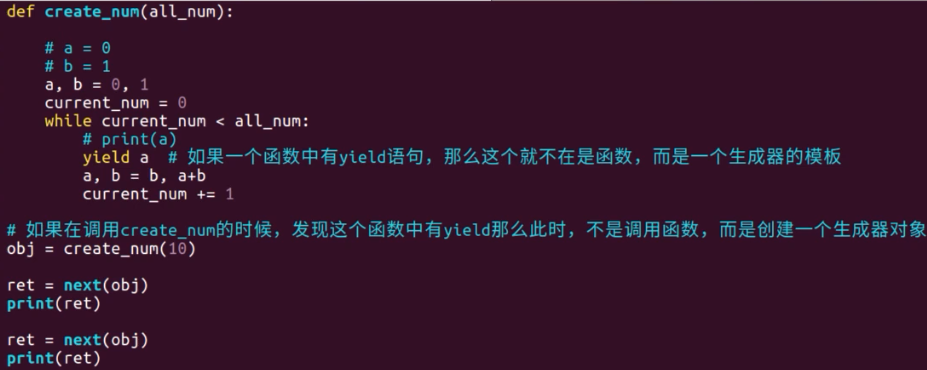 def create_num(all_num):
# a = 0
# b = 1
a, b = 0, 1
current_num = 0
while current_num < all_num:
# print(a)
yield a # 如果一个函数中有yield语句，那么这个就不在是函数，而是一个生成器的模板
a, b = b, a+b
current_num += 1
# 如果在调用create_num的时候，发现这个函数中有yield那么此时，不是调用函数，而是创建一个生成器对象
obj = create_num(10)
ret = next(obj)
print(ret)
ret = next(obj)
print(ret)